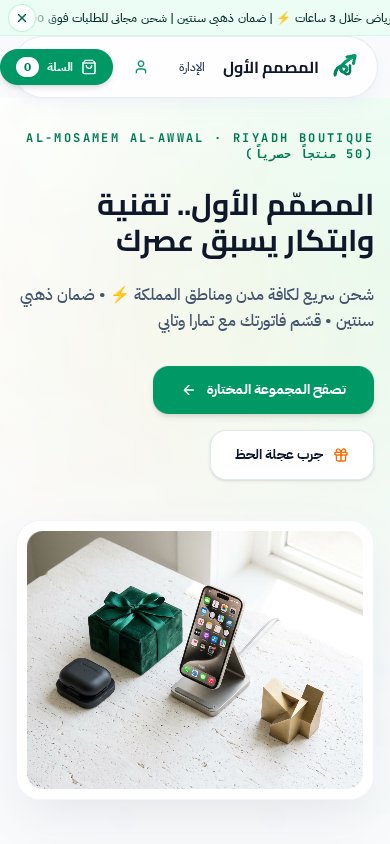 خلال 3 ساعات ⚡ | ضمان ذهبي سنتين | شحن مجاني للطلبات فوق
المصمم الأول
الإدارة
السلة
0
AL-MOSAMEM AL-AWWAL · RIYADH BOUTIQUE
(50 منتجاً حصرياً)
المصمّم الأول.. تقنية
وابتكار يسبق عصرك
شحن سريع لكافة مدن ومناطق المملكة ⚡ • ضمان ذهبي
سنتين • قسّم فاتورتك مع تمارا وتابي
تصفح المجموعة المختارة
جرب عجلة الحظ